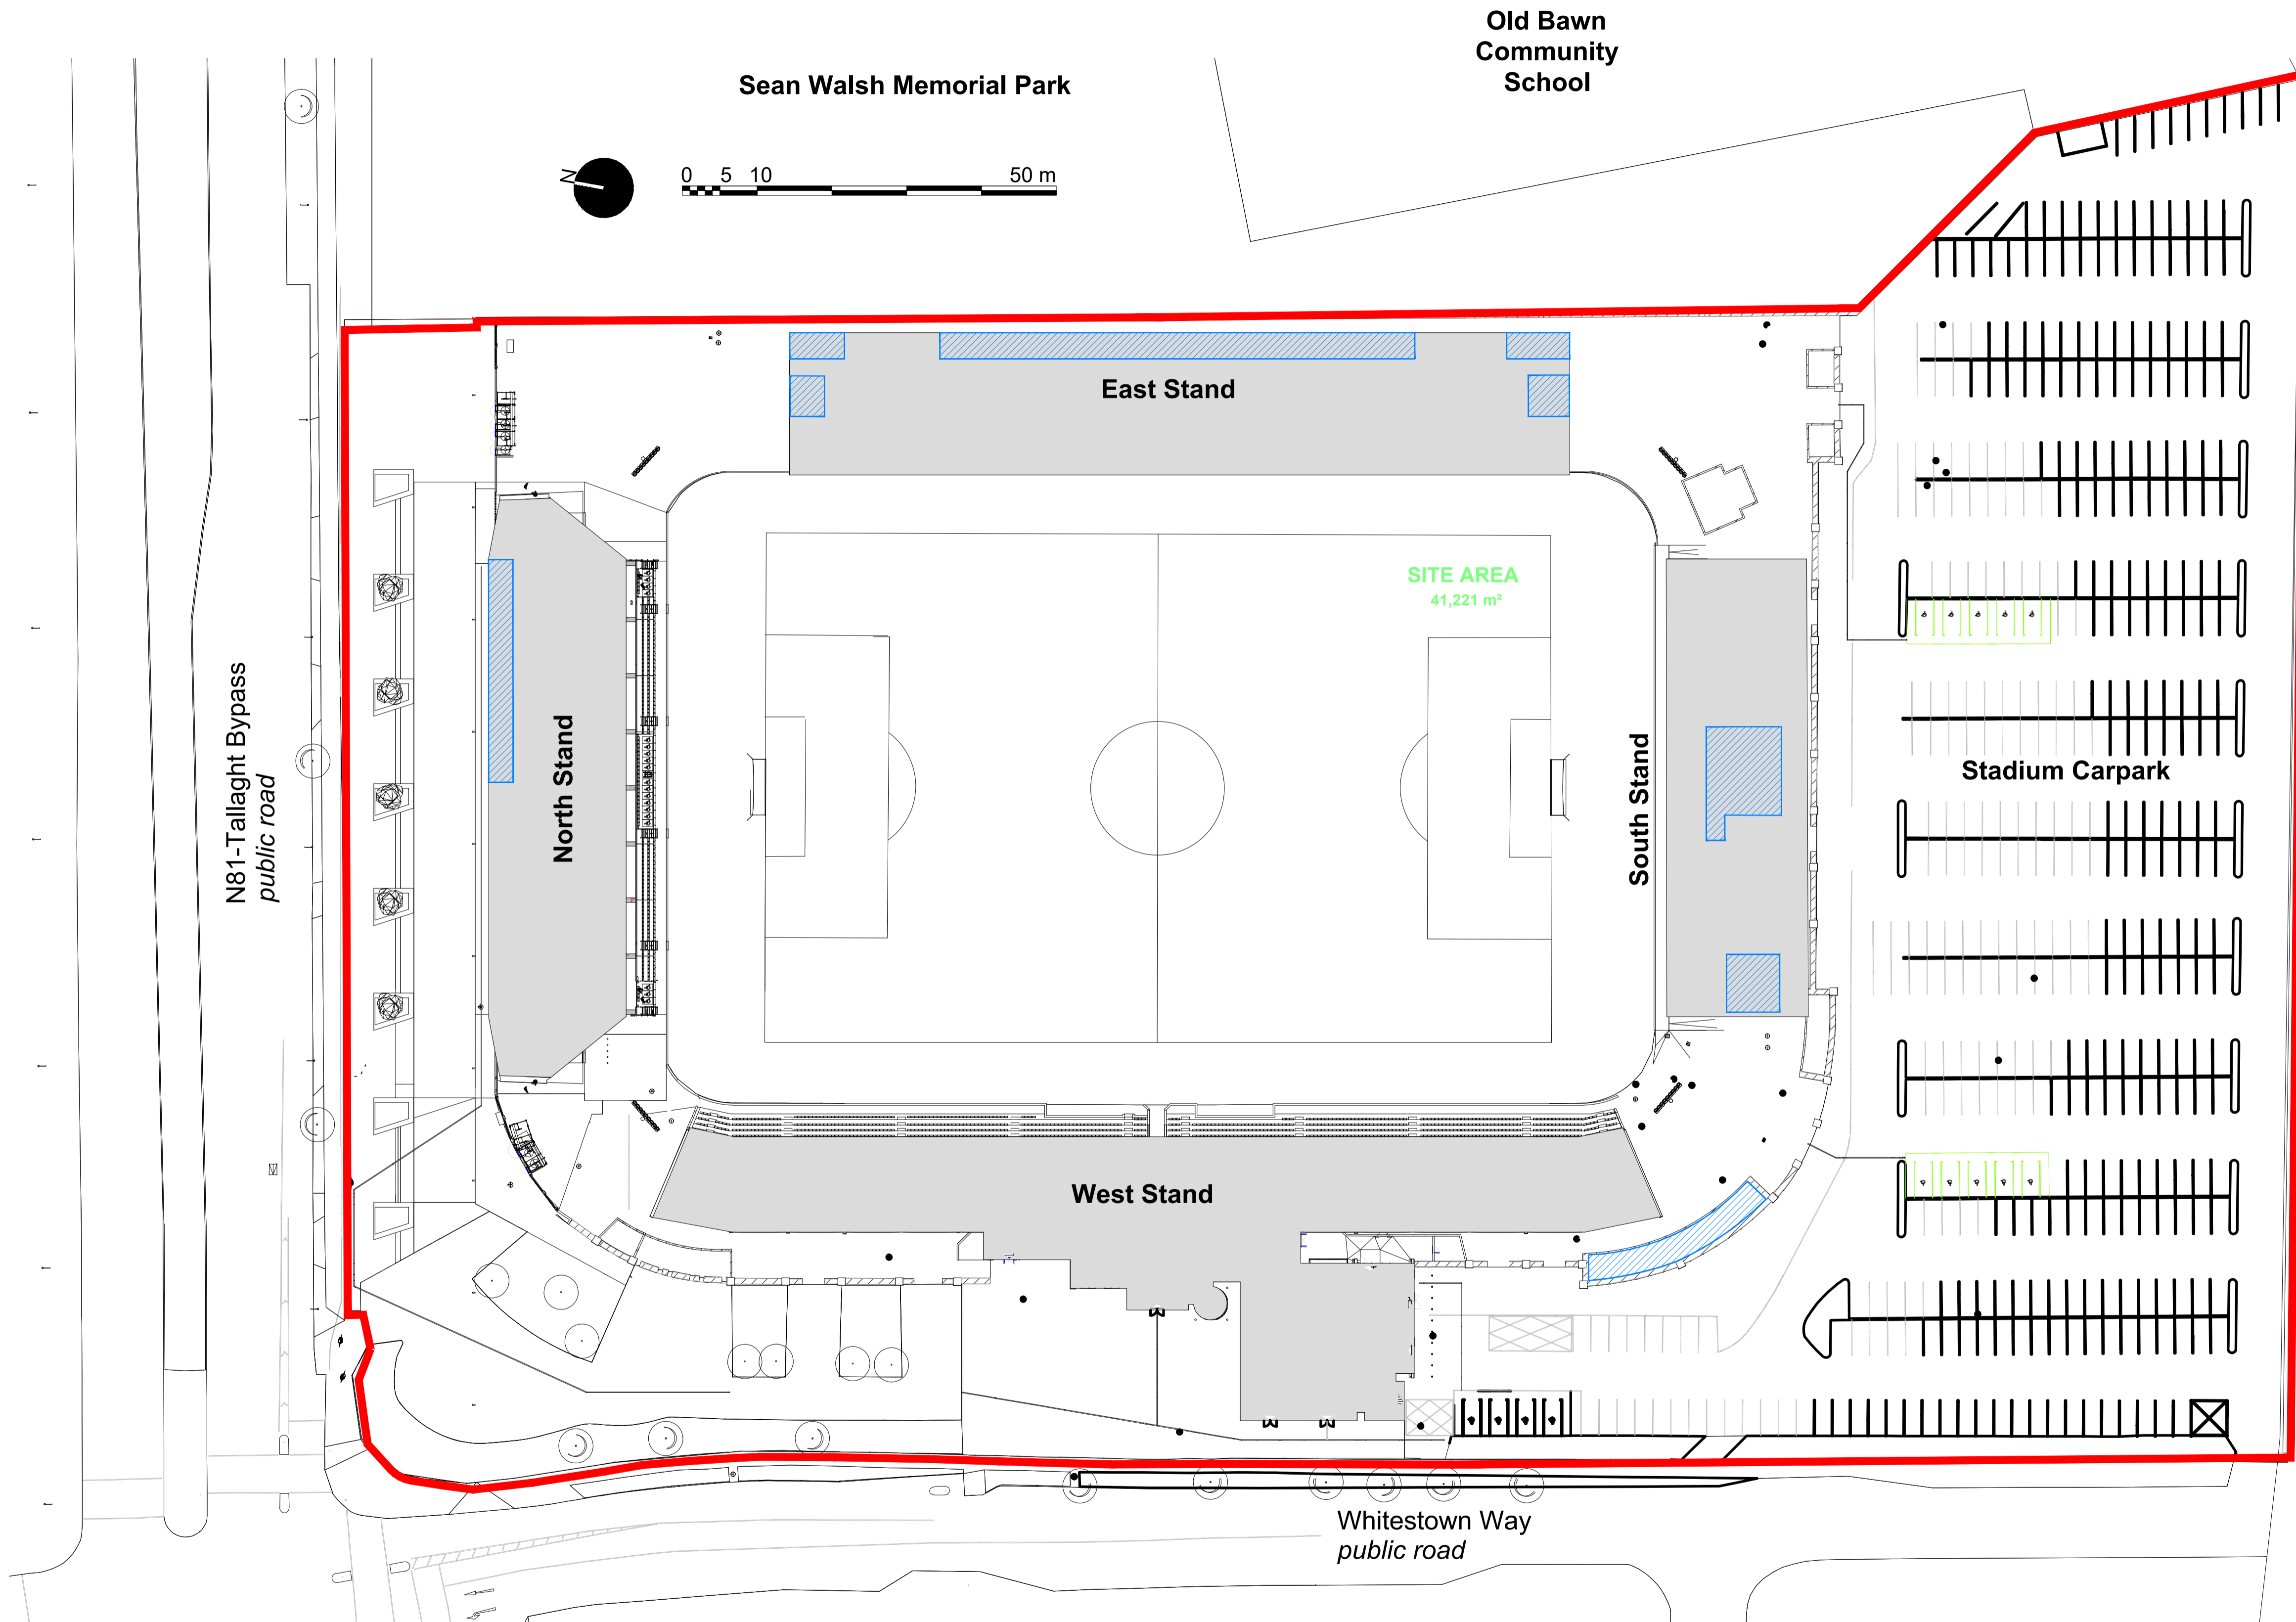 Old Bawn
Community
School
Sean Walsh Memorial Park
N
0 5 10 50 m
East Stand
SITE AREA
41,221 m²
N81-Tallaght Bypass
public road
North Stand
South Stand
Stadium Carpark
West Stand
Whitestown Way
public road